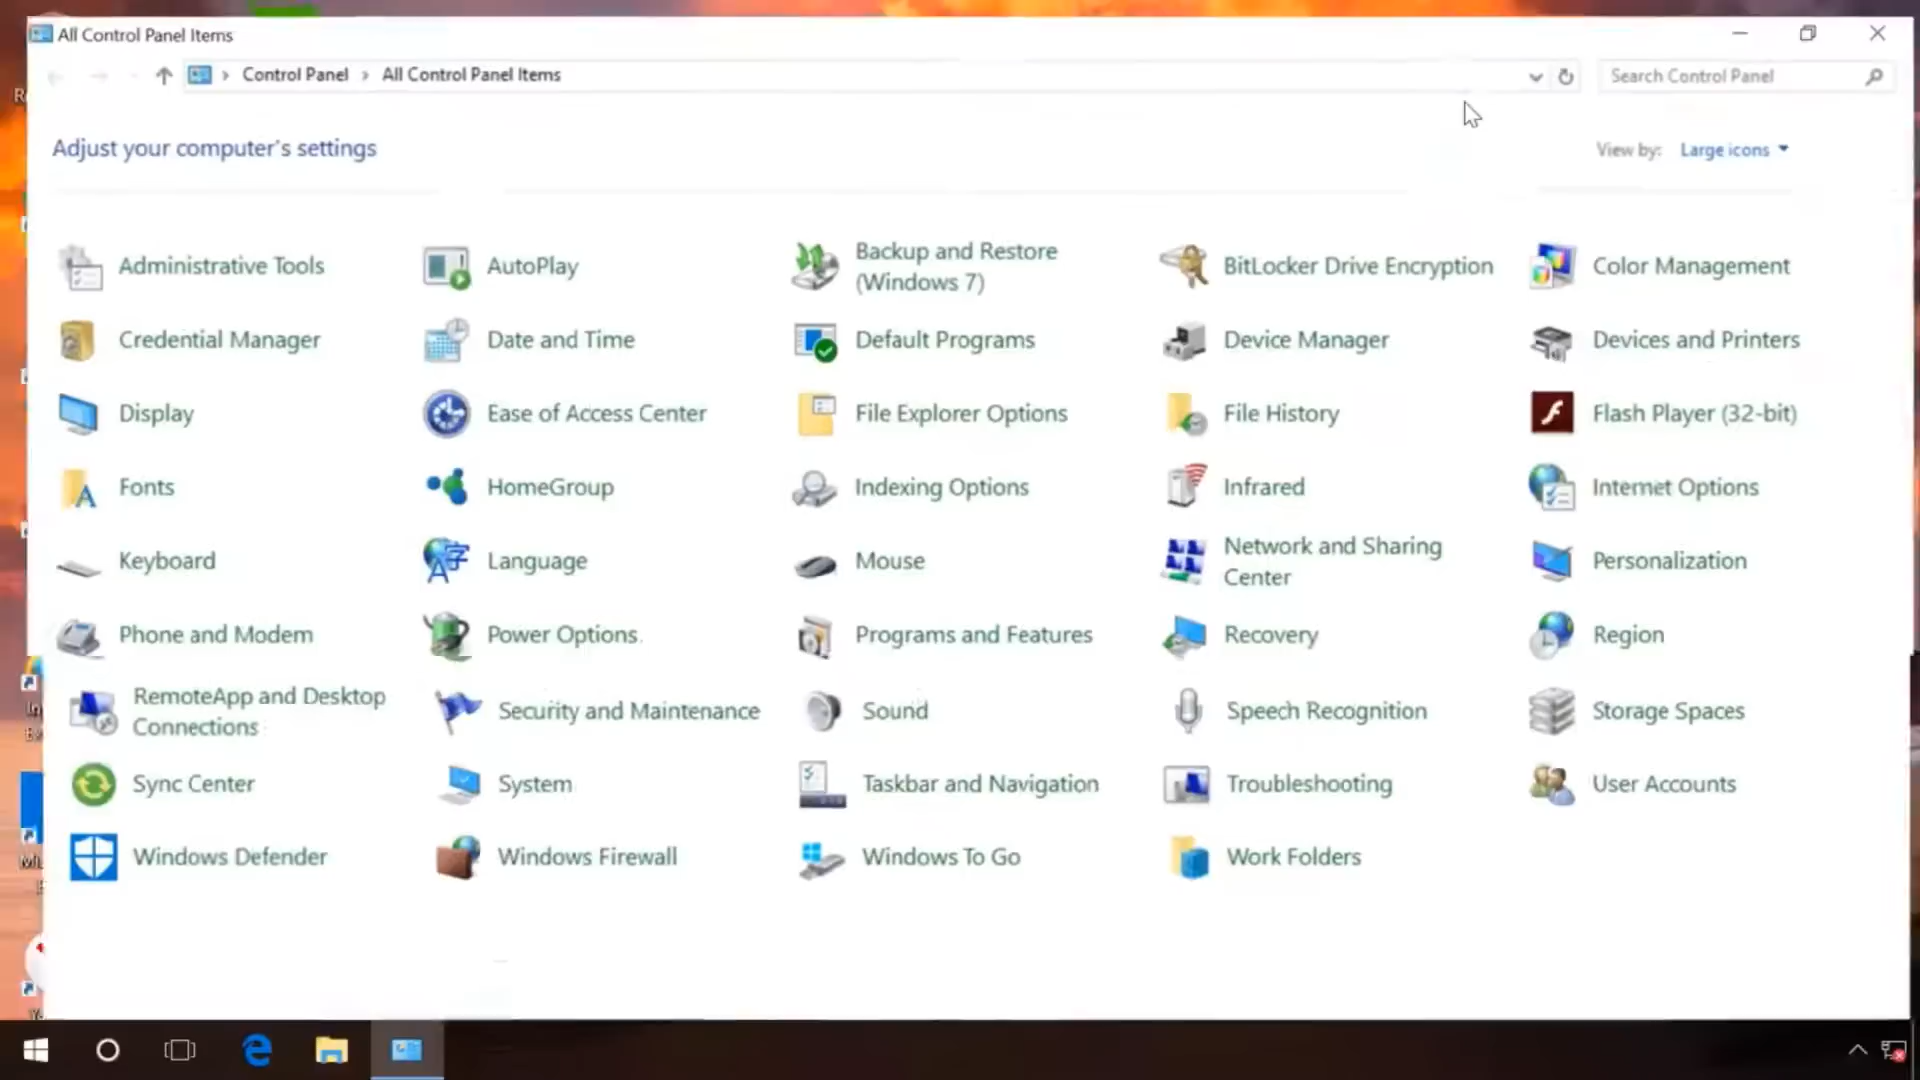 All Control Panel Items
Control Panel All Control Panel Items
Search Control Panel
Adjust your computer's settings
View by: Large icons
Administrative Tools
AutoPlay
Backup and Restore
(Windows 7)
BitLocker Drive Encryption
Color Management
Credential Manager
Date and Time
Default Programs
Device Manager
Devices and Printers
Display
Ease of Access Center
File Explorer Options
File History
Flash Player (32-bit)
Fonts
HomeGroup
Indexing Options
Infrared
Internet Options
Keyboard
Language
Mouse
Network and Sharing
Center
Personalization
Phone and Modem
Power Options
Programs and Features
Recovery
Region
RemoteApp and Desktop
Connections
Security and Maintenance
Sound
Speech Recognition
Storage Spaces
Sync Center
System
Taskbar and Navigation
Troubleshooting
User Accounts
Windows Defender
Windows Firewall
Windows To Go
Work Folders